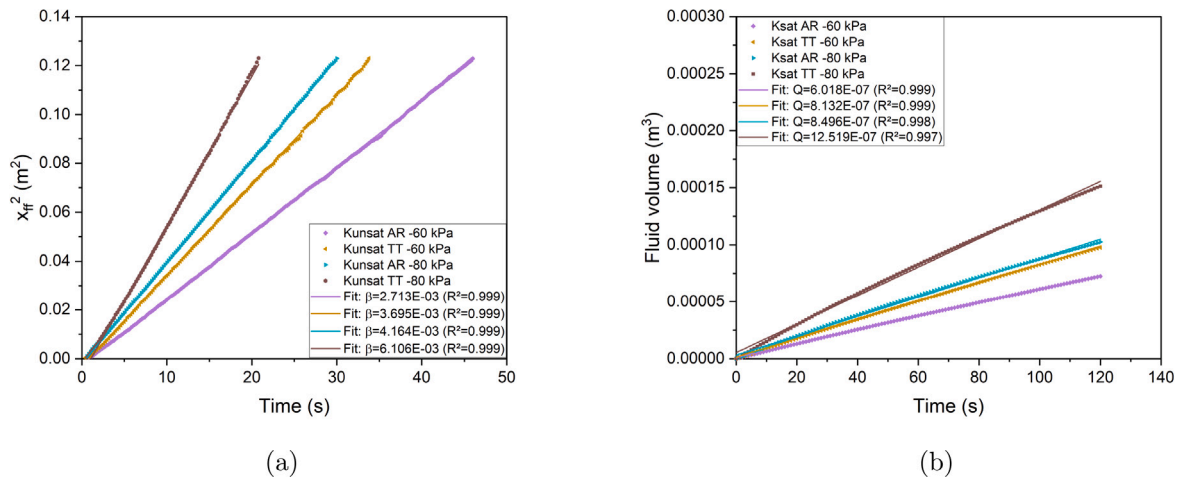 0.14
0.12
0.10
0.08
0.06
0.04
0.02
0.00
x_ff² (m²)
Kunsat AR -60 kPa
Kunsat TT -60 kPa
Kunsat AR -80 kPa
Kunsat TT -80 kPa
Fit: β=2.713E-03 (R²=0.999)
Fit: β=3.695E-03 (R²=0.999)
Fit: β=4.164E-03 (R²=0.999)
Fit: β=6.106E-03 (R²=0.999)
0 10 20 30 40 50
Time (s)
(a)
0.00030
0.00025
0.00020
0.00015
0.00010
0.00005
0.00000
Fluid volume (m³)
Ksat AR -60 kPa
Ksat TT -60 kPa
Ksat AR -80 kPa
Ksat TT -80 kPa
Fit: Q=6.018E-07 (R²=0.999)
Fit: Q=8.132E-07 (R²=0.999)
Fit: Q=8.496E-07 (R²=0.998)
Fit: Q=12.519E-07 (R²=0.997)
0 20 40 60 80 100 120 140
Time (s)
(b)